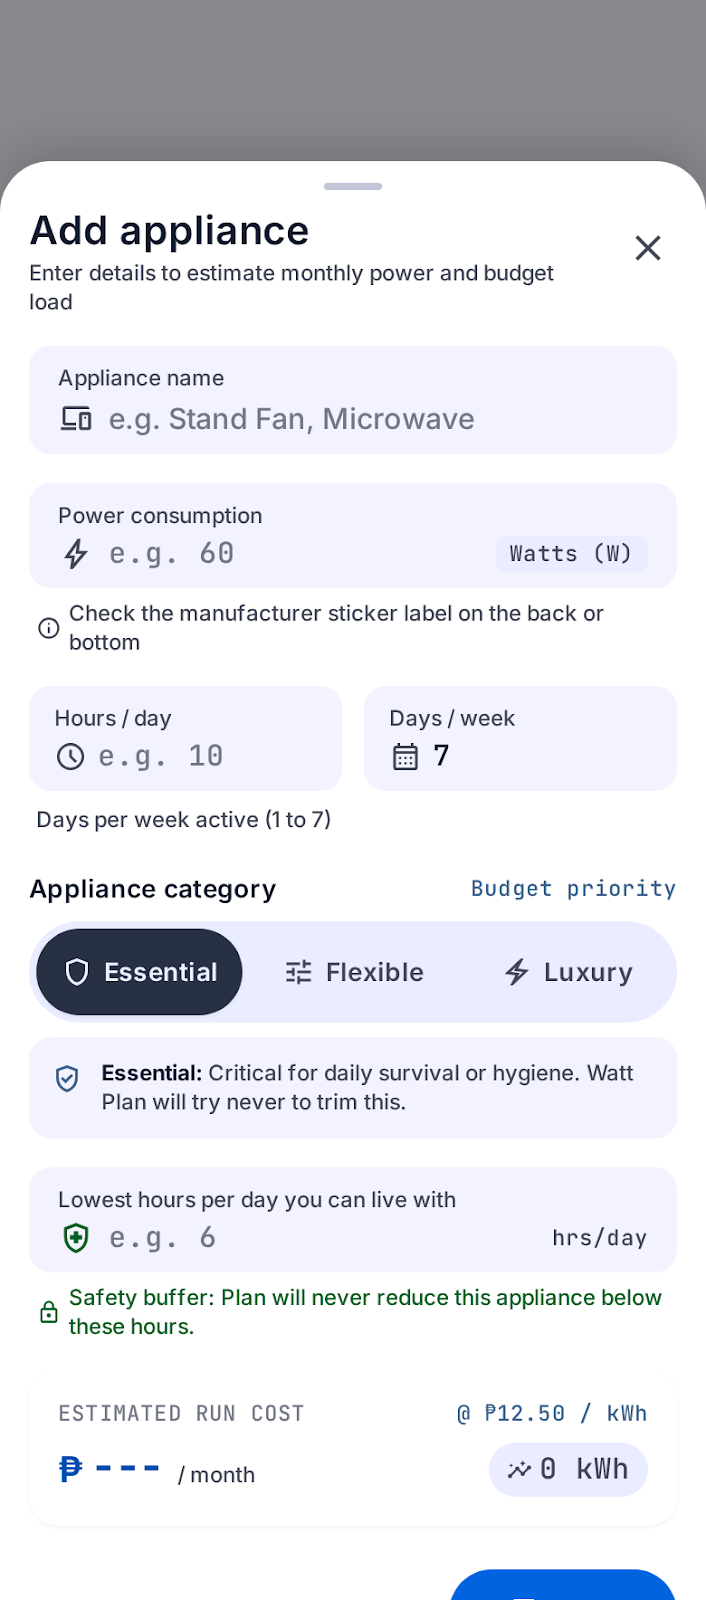 Add appliance
Enter details to estimate monthly power and budget
load
Appliance name
e.g. Stand Fan, Microwave
Power consumption
e.g. 60
Watts (W)
Check the manufacturer sticker label on the back or
bottom
Hours / day
e.g. 10
Days / week
7
Days per week active (1 to 7)
Appliance category
Budget priority
Essential
Flexible
Luxury
Essential: Critical for daily survival or hygiene. Watt
Plan will try never to trim this.
Lowest hours per day you can live with
e.g. 6
hrs/day
Safety buffer: Plan will never reduce this appliance below
these hours.
ESTIMATED RUN COST
@ ₱12.50 / kWh
₱ --- / month
0 kWh